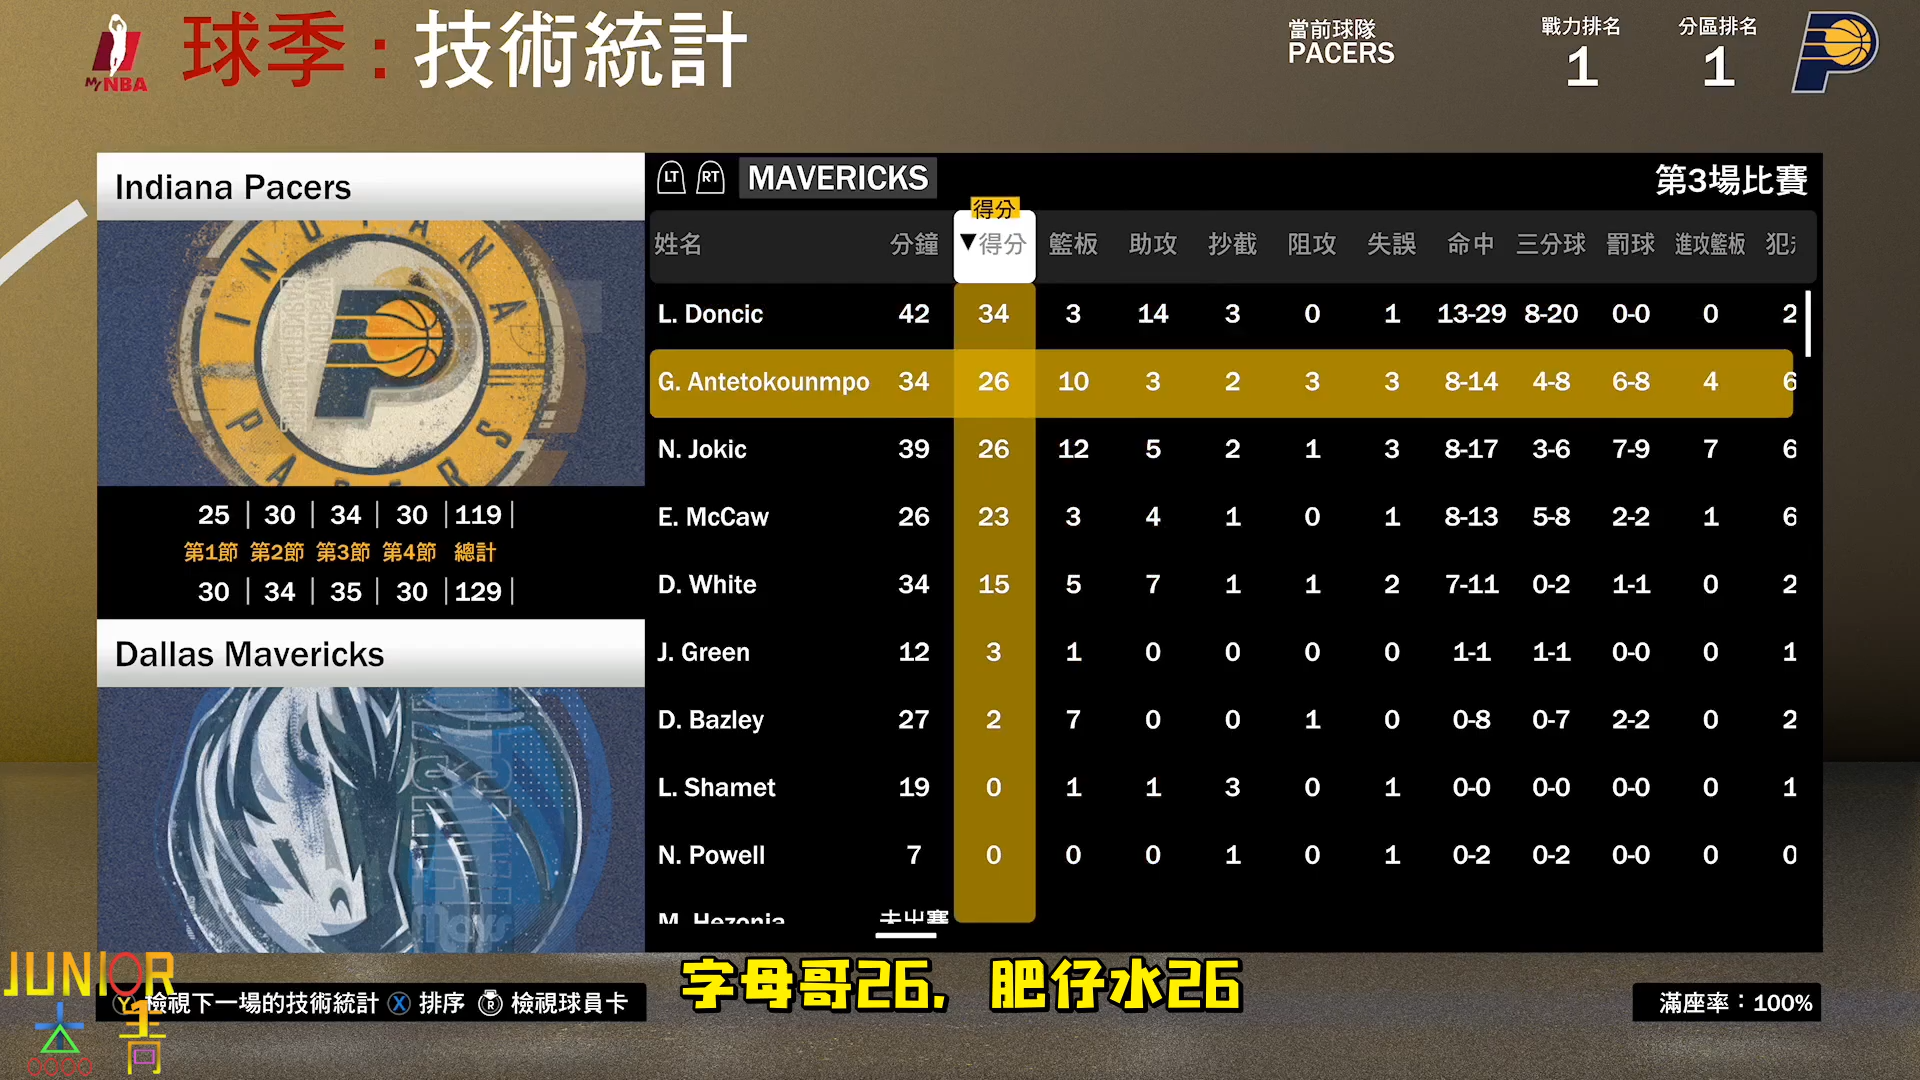 MyNBA
球季：技術統計
當前球隊
PACERS
戰力排名
1
分區排名
1
Indiana Pacers
INDIANA PACERS
25 | 30 | 34 | 30 | 119 |
第1節 第2節 第3節 第4節 總計
30 | 34 | 35 | 30 | 129 |
Dallas Mavericks
LT RT MAVERICKS
第3場比賽
得分
姓名 分鐘 ▼得分 籃板 助攻 抄截 阻攻 失誤 命中 三分球 罰球 進攻籃板 犯
L. Doncic 42 34 3 14 3 0 1 13-29 8-20 0-0 0 2
G. Antetokounmpo 34 26 10 3 2 3 3 8-14 4-8 6-8 4 6
N. Jokic 39 26 12 5 2 1 3 8-17 3-6 7-9 7 6
E. McCaw 26 23 3 4 1 0 1 8-13 5-8 2-2 1 6
D. White 34 15 5 7 1 1 2 7-11 0-2 1-1 0 2
J. Green 12 3 1 0 0 0 0 1-1 1-1 0-0 0 1
D. Bazley 27 2 7 0 0 1 0 0-8 0-7 2-2 0 2
L. Shamet 19 0 1 1 3 0 1 0-0 0-0 0-0 0 1
N. Powell 7 0 0 0 1 0 1 0-2 0-2 0-0 0 0
M. Hezonja 未出賽
字母哥26，肥仔水26
JUNIOR
Y 檢視下一場的技術統計 X 排序 R 檢視球員卡
滿座率：100%